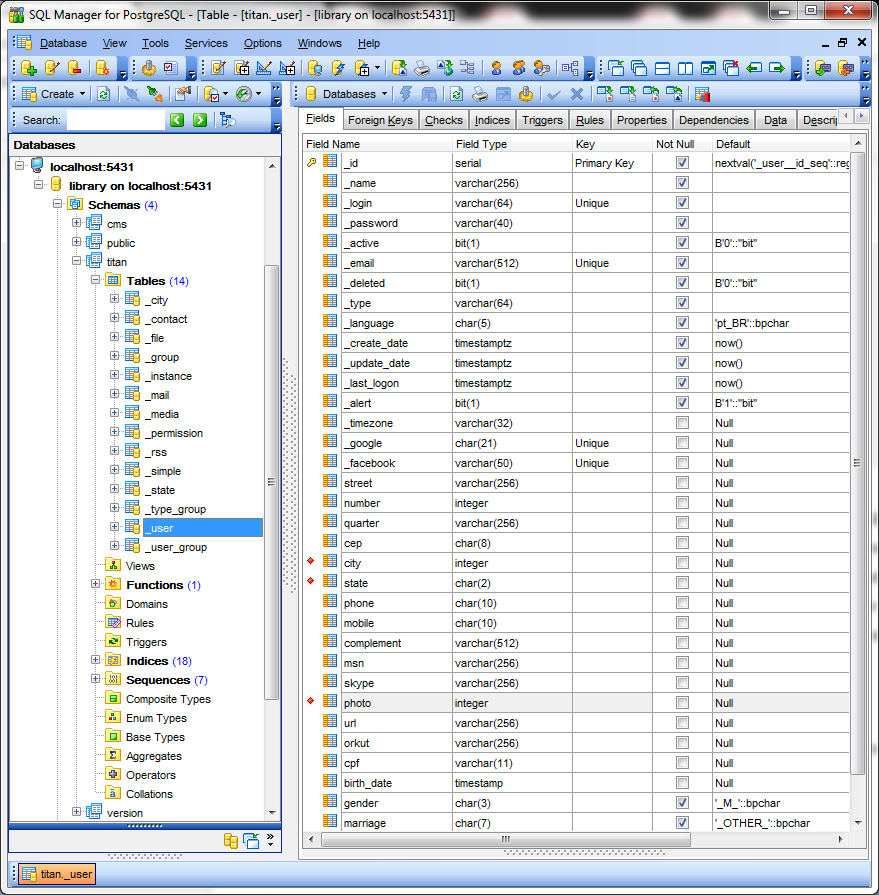 SQL Manager for PostgreSQL - [Table - [titan._user] - [library on localhost:5431]]
Database View Tools Services Options Windows Help
Create Databases
Search:
Databases
localhost:5431
library on localhost:5431
Schemas (4)
cms
public
titan
Tables (14)
_city
_contact
_file
_group
_instance
_mail
_media
_permission
_rss
_simple
_state
_type_group
_user
_user_group
Views
Functions (1)
Domains
Rules
Triggers
Indices (18)
Sequences (7)
Composite Types
Enum Types
Base Types
Aggregates
Operators
Collations
version
Fields Foreign Keys Checks Indices Triggers Rules Properties Dependencies Data Descrip
Field Name Field Type Key Not Null Default
_id serial Primary Key nextval('_user__id_seq'::reg
_name varchar(256)
_login varchar(64) Unique
_password varchar(40)
_active bit(1) B'0'::"bit"
_email varchar(512) Unique
_deleted bit(1) B'0'::"bit"
_type varchar(64)
_language char(5) 'pt_BR'::bpchar
_create_date timestamptz now()
_update_date timestamptz now()
_last_logon timestamptz now()
_alert bit(1) B'1'::"bit"
_timezone varchar(32) Null
_google char(21) Unique Null
_facebook varchar(50) Unique Null
street varchar(256) Null
number integer Null
quarter varchar(256) Null
cep char(8) Null
city integer Null
state char(2) Null
phone char(10) Null
mobile char(10) Null
complement varchar(512) Null
msn varchar(256) Null
skype varchar(256) Null
photo integer Null
url varchar(256) Null
orkut varchar(256) Null
cpf varchar(11) Null
birth_date timestamp Null
gender char(3) '_M_'::bpchar
marriage char(7) '_OTHER_'::bpchar
titan._user